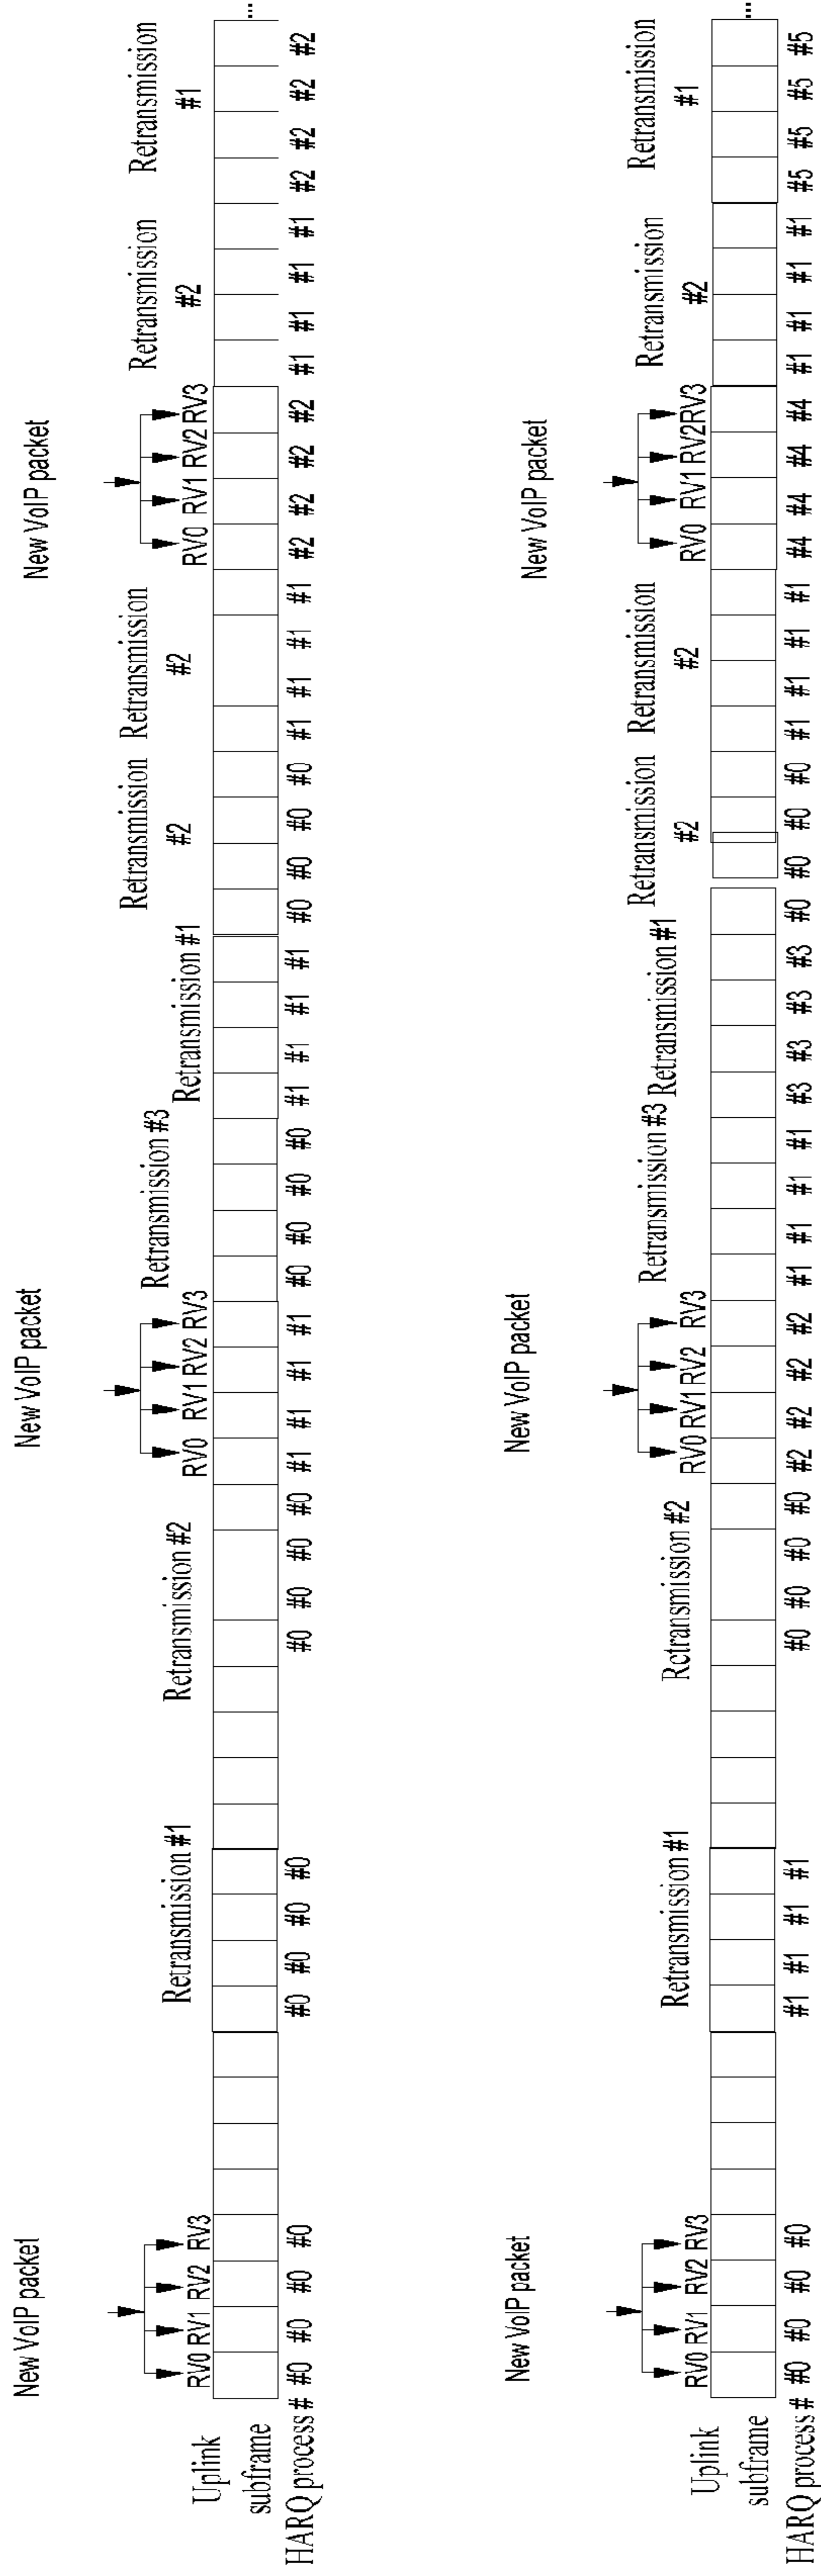 New VoIP packet
New VoIP packet
New VoIP packet
Retransmission #1
Retransmission #2
Retransmission #3
Retransmission #1
Retransmission
#2
Retransmission
#2
Retransmission
#2
Retransmission
#1
RV0 RV1 RV2 RV3
RV0 RV1 RV2 RV3
RV0 RV1 RV2 RV3
Uplink
subframe
...
HARQ process # #0 #0 #0 #0 #0 #0 #0 #0 #0 #0 #0 #0 #1 #1 #1 #1 #0 #0 #0 #0 #1 #1 #1 #1 #0 #0 #0 #0 #1 #1 #1 #1 #2 #2 #2 #2 #1 #1 #1 #1 #2 #2 #2 #2
New VoIP packet
New VoIP packet
New VoIP packet
Retransmission #1
Retransmission #2
Retransmission #3
Retransmission #1
Retransmission
#2
Retransmission
#2
Retransmission
#2
Retransmission
#1
RV0 RV1 RV2 RV3
RV0 RV1 RV2 RV3
RV0 RV1 RV2 RV3
Uplink
subframe
...
HARQ process # #0 #0 #0 #0 #1 #1 #1 #1 #0 #0 #0 #0 #2 #2 #2 #2 #1 #1 #1 #1 #3 #3 #3 #3 #0 #0 #0 #0 #1 #1 #1 #1 #4 #4 #4 #4 #1 #1 #1 #1 #5 #5 #5 #5